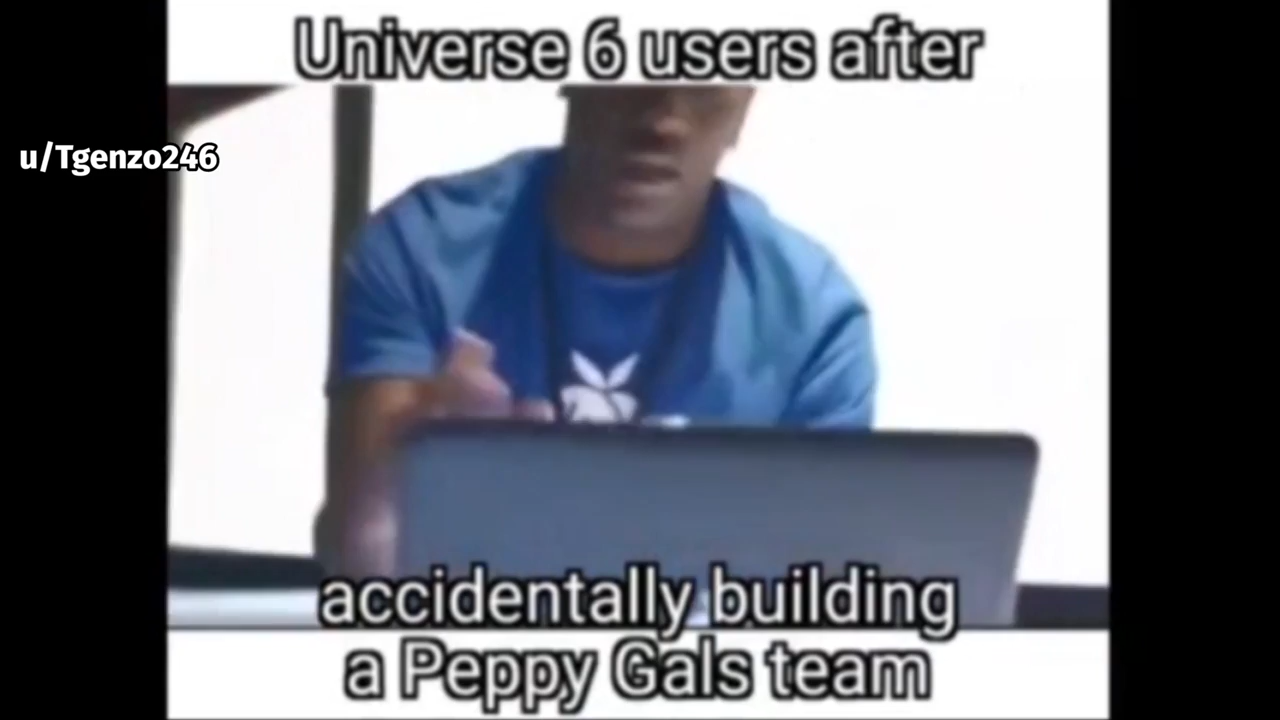 Universe 6 users after
u/Tgenzo246
accidentally building
a Peppy Gals team